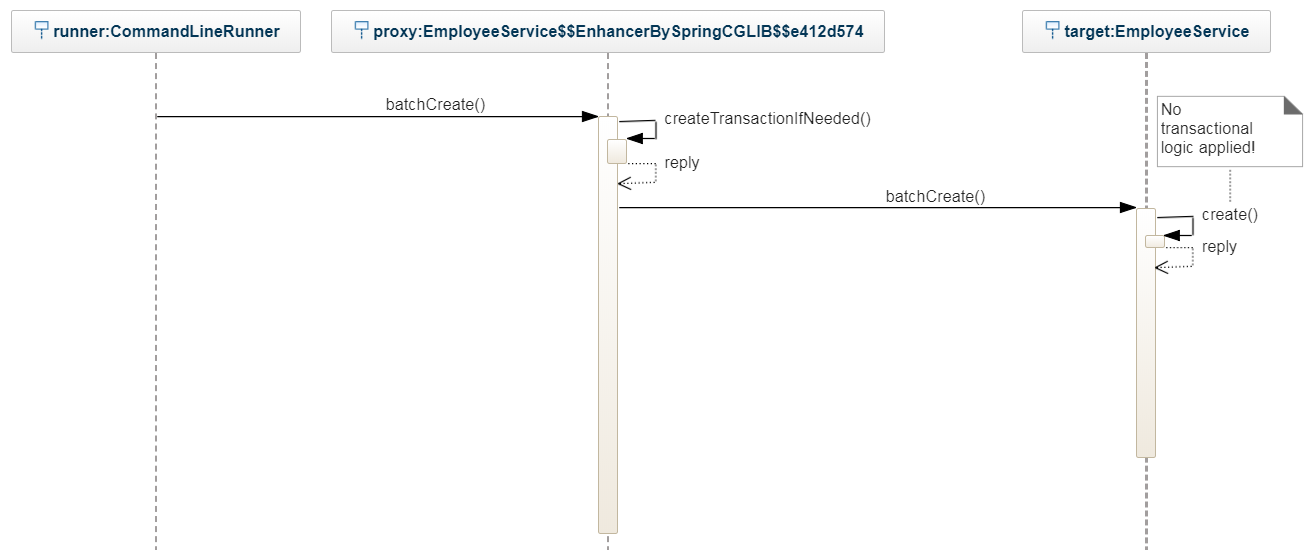 runner:CommandLineRunner
proxy:EmployeeService$$EnhancerBySpringCGLIB$$e412d574
target:EmployeeService
batchCreate()
createTransactionIfNeeded()
No
transactional
logic applied!
reply
batchCreate()
create()
reply